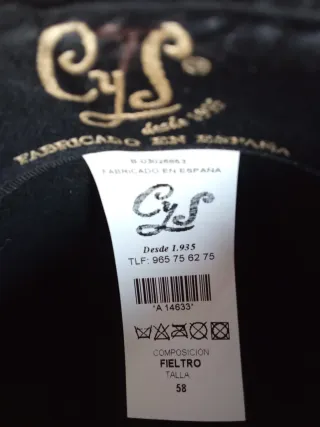 CyS
desde 1935
FABRICADO EN ESPAÑA
FABRICADO EN ESPAÑA
CyS
Desde 1.935
TLF: 965 75 62 75
*A 14633*
COMPOSICIÓN
FIELTRO
TALLA
58